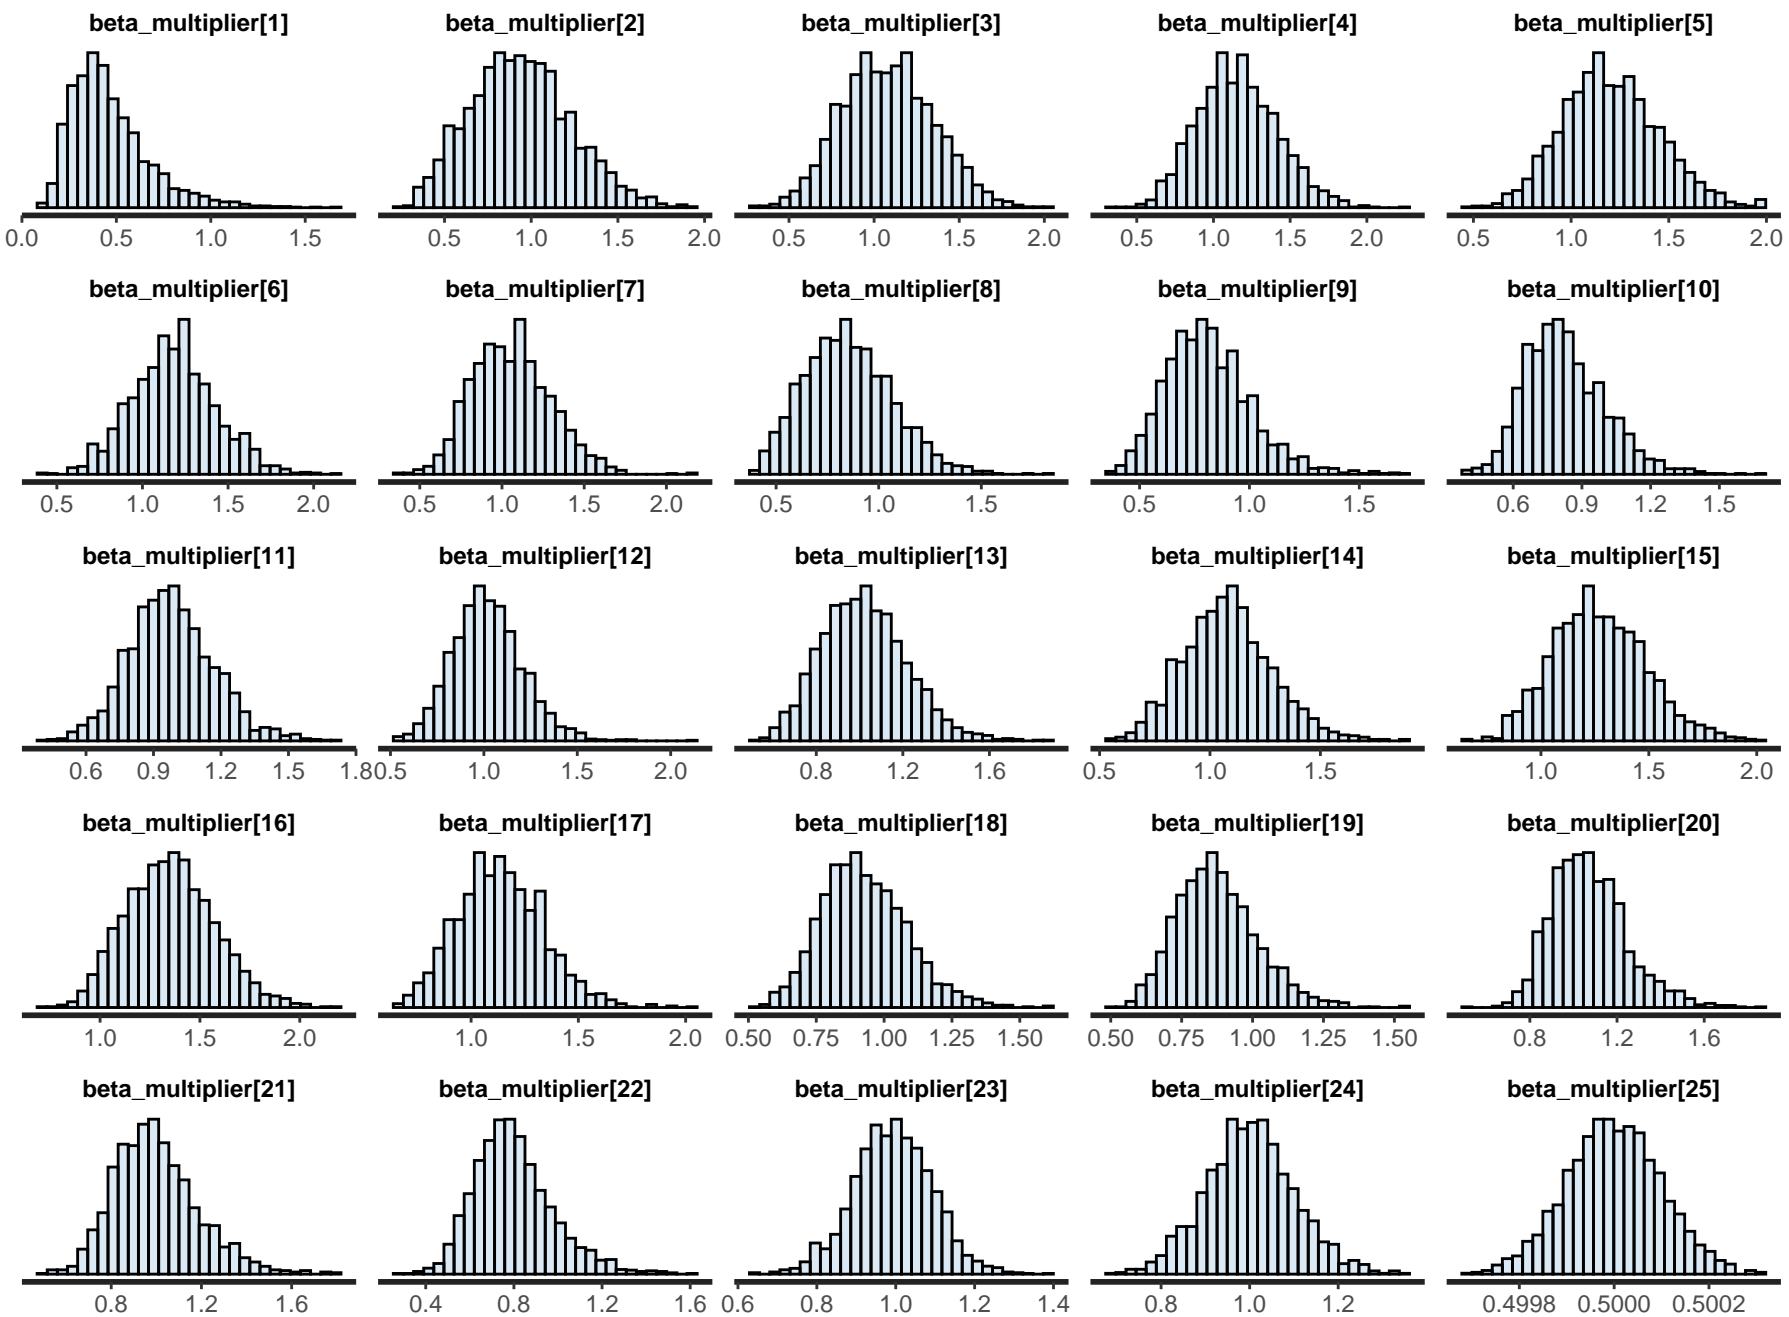 beta_multiplier[1] beta_multiplier[2] beta_multiplier[3] beta_multiplier[4] beta_multiplier[5]
0.0 0.5 1.0 1.5 0.5 1.0 1.5 2.0 0.5 1.0 1.5 2.0 0.5 1.0 1.5 2.0 0.5 1.0 1.5 2.0
beta_multiplier[6] beta_multiplier[7] beta_multiplier[8] beta_multiplier[9] beta_multiplier[10]
0.5 1.0 1.5 2.0 0.5 1.0 1.5 2.0 0.5 1.0 1.5 0.5 1.0 1.5 0.6 0.9 1.2 1.5
beta_multiplier[11] beta_multiplier[12] beta_multiplier[13] beta_multiplier[14] beta_multiplier[15]
0.6 0.9 1.2 1.5 1.8 0.5 1.0 1.5 2.0 0.8 1.2 1.6 0.5 1.0 1.5 1.0 1.5 2.0
beta_multiplier[16] beta_multiplier[17] beta_multiplier[18] beta_multiplier[19] beta_multiplier[20]
1.0 1.5 2.0 1.0 1.5 2.0 0.50 0.75 1.00 1.25 1.50 0.50 0.75 1.00 1.25 1.50 0.8 1.2 1.6
beta_multiplier[21] beta_multiplier[22] beta_multiplier[23] beta_multiplier[24] beta_multiplier[25]
0.8 1.2 1.6 0.4 0.8 1.2 1.6 0.6 0.8 1.0 1.2 1.4 0.8 1.0 1.2 0.4998 0.5000 0.5002